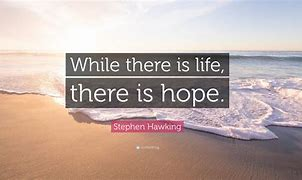 While there is life,
there is hope.
Stephen Hawking